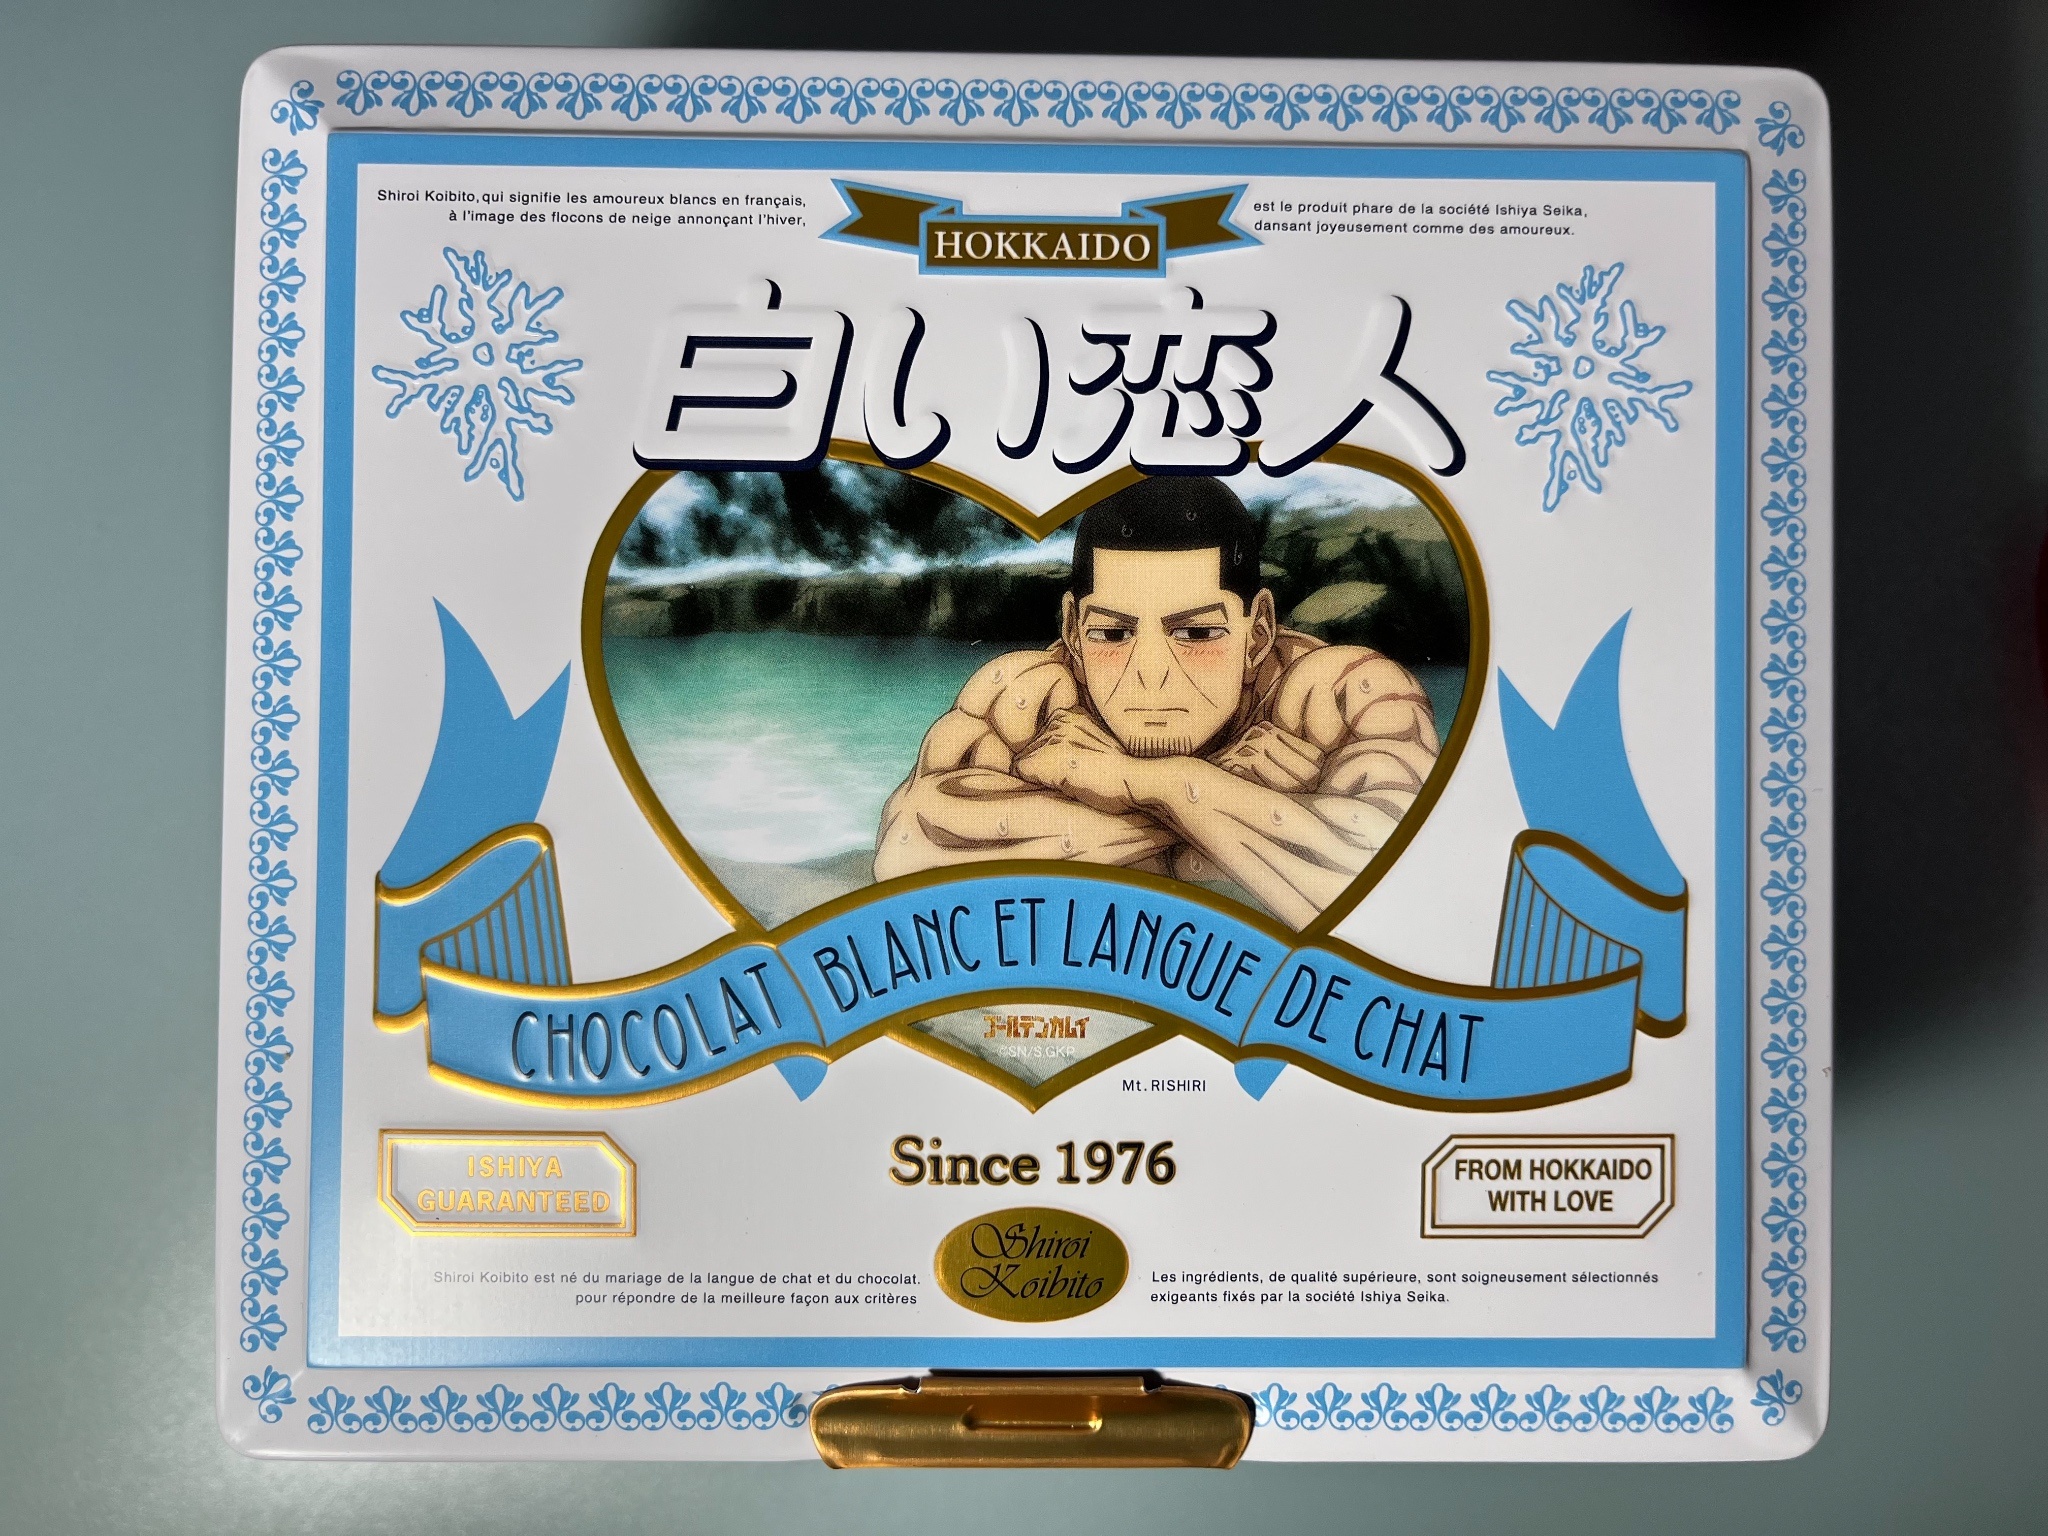 Shiroi Koibito, qui signifie les amoureux blancs en français,
à l'image des flocons de neige annonçant l'hiver,
HOKKAIDO
est le produit phare de la société Ishiya Seika,
dansant joyeusement comme des amoureux.
白い恋人
CHOCOLAT BLANC ET LANGUE DE CHAT
ゴールデンカムイ
©SN/S,GKP
Mt. RISHIRI
ISHIYA
GUARANTEED
Since 1976
FROM HOKKAIDO
WITH LOVE
Shiroi Koibito est né du mariage de la langue de chat et du chocolat.
pour répondre de la meilleure façon aux critères
Shiroi
Koibito
Les ingrédients, de qualité supérieure, sont soigneusement sélectionnés
exigeants fixés par la société Ishiya Seika.